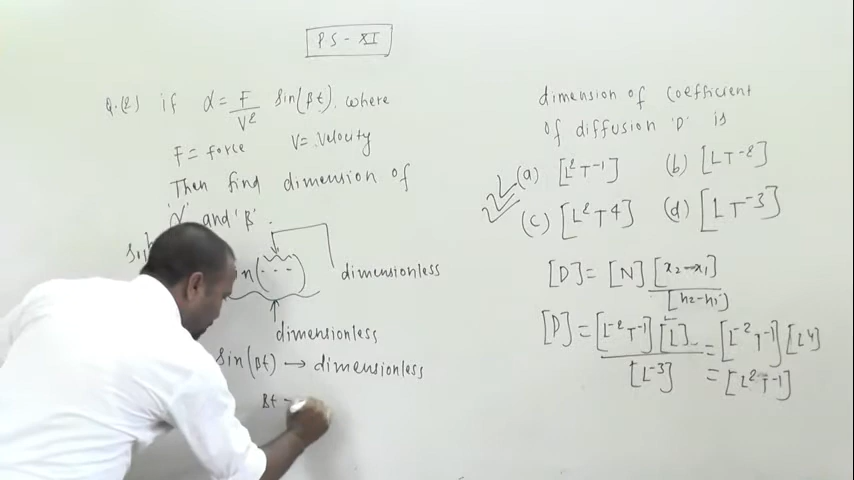 PS - XI
Q.(2) if α = F/V² sin(βt). where
F = force V = velocity
Then find dimension of
'α' and 'β'.
n(---) dimensionless
dimensionless
sin(βt) → dimensionless
βt -
dimension of coefficient
of diffusion 'D' is
(a) [L²T⁻¹] (b) [LT⁻²]
(c) [L²T⁴] (d) [LT⁻³]
[D] = [N] [x₂-x₁] / [n₂-n₁]
[D] = [L⁻²T⁻¹] [L] / [L⁻³] = [L⁻²T⁻¹] [L⁴]
= [L²T⁻¹]